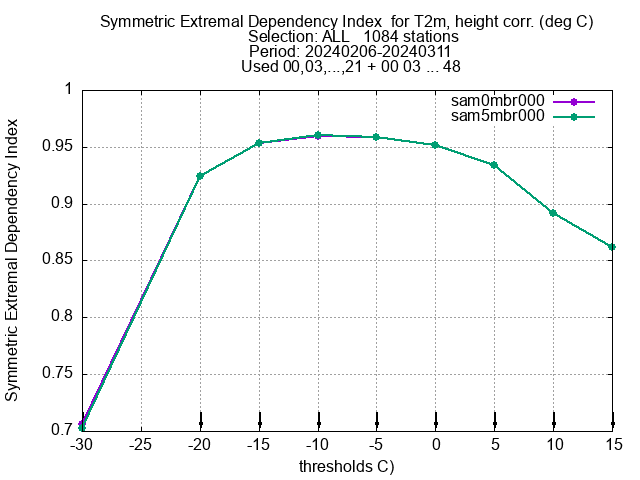 Symmetric Extremal Dependency Index  for T2m, height corr. (deg C)
Selection: ALL   1084 stations
Period: 20240206-20240311
Used 00,03,...,21 + 00 03 ... 48
sam0mbr000
sam5mbr000
Symmetric Extremal Dependency Index
1
0.95
0.9
0.85
0.8
0.75
0.7
-30 -25 -20 -15 -10 -5 0 5 10 15
thresholds C)